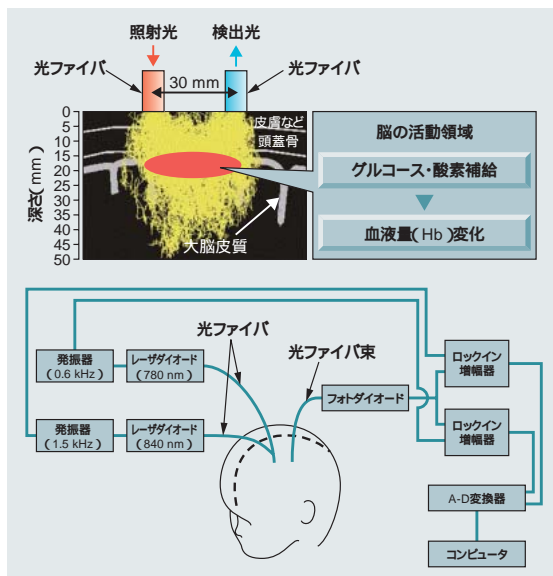 照射光
検出光
光ファイバ
30 mm
光ファイバ
0
5
10
15
20
25
30
35
40
45
50
深さ(mm)
皮膚など
頭蓋骨
大脳皮質
脳の活動領域
グルコース・酸素補給
血液量(Hb)変化
光ファイバ
光ファイバ束
発振器
(0.6 kHz)
レーザダイオード
(780 nm)
フォトダイオード
ロックイン
増幅器
発振器
(1.5 kHz)
レーザダイオード
(840 nm)
ロックイン
増幅器
A-D変換器
コンピュータ